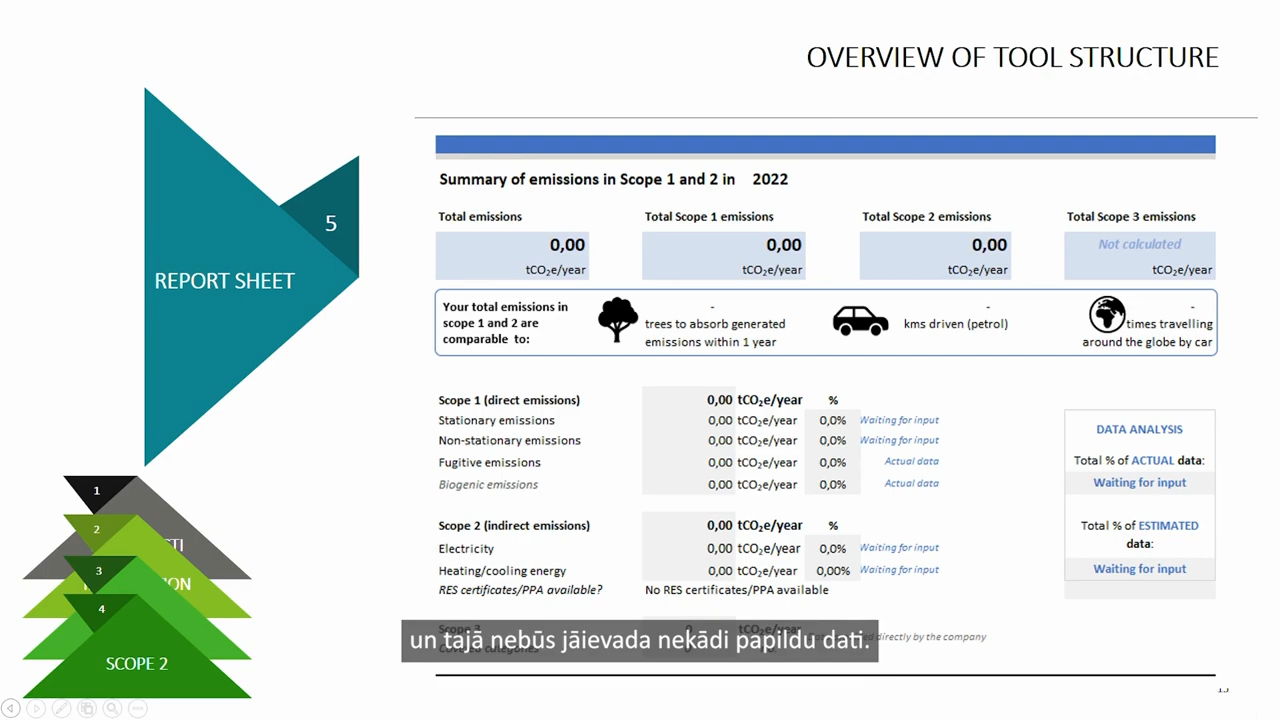 OVERVIEW OF TOOL STRUCTURE
5
REPORT SHEET
1
2
3
4
SCOPE 2
Summary of emissions in Scope 1 and 2 in 2022
Total emissions Total Scope 1 emissions Total Scope 2 emissions Total Scope 3 emissions
0,00 0,00 0,00 Not calculated
tCO₂e/year tCO₂e/year tCO₂e/year tCO₂e/year
Your total emissions in
scope 1 and 2 are
comparable to:
-
trees to absorb generated
emissions within 1 year
-
kms driven (petrol)
-
times travelling
around the globe by car
Scope 1 (direct emissions) 0,00 tCO₂e/year %
Stationary emissions 0,00 tCO₂e/year 0,0% Waiting for input
Non-stationary emissions 0,00 tCO₂e/year 0,0% Waiting for input
Fugitive emissions 0,00 tCO₂e/year 0,0% Actual data
Biogenic emissions 0,00 tCO₂e/year 0,0% Actual data
Scope 2 (indirect emissions) 0,00 tCO₂e/year %
Electricity 0,00 tCO₂e/year 0,0% Waiting for input
Heating/cooling energy 0,00 tCO₂e/year 0,00% Waiting for input
RES certificates/PPA available? No RES certificates/PPA available
DATA ANALYSIS
Total % of ACTUAL data:
Waiting for input
Total % of ESTIMATED
data:
Waiting for input
directly by the company
un tajā nebūs jāievada nekādi papildu dati.